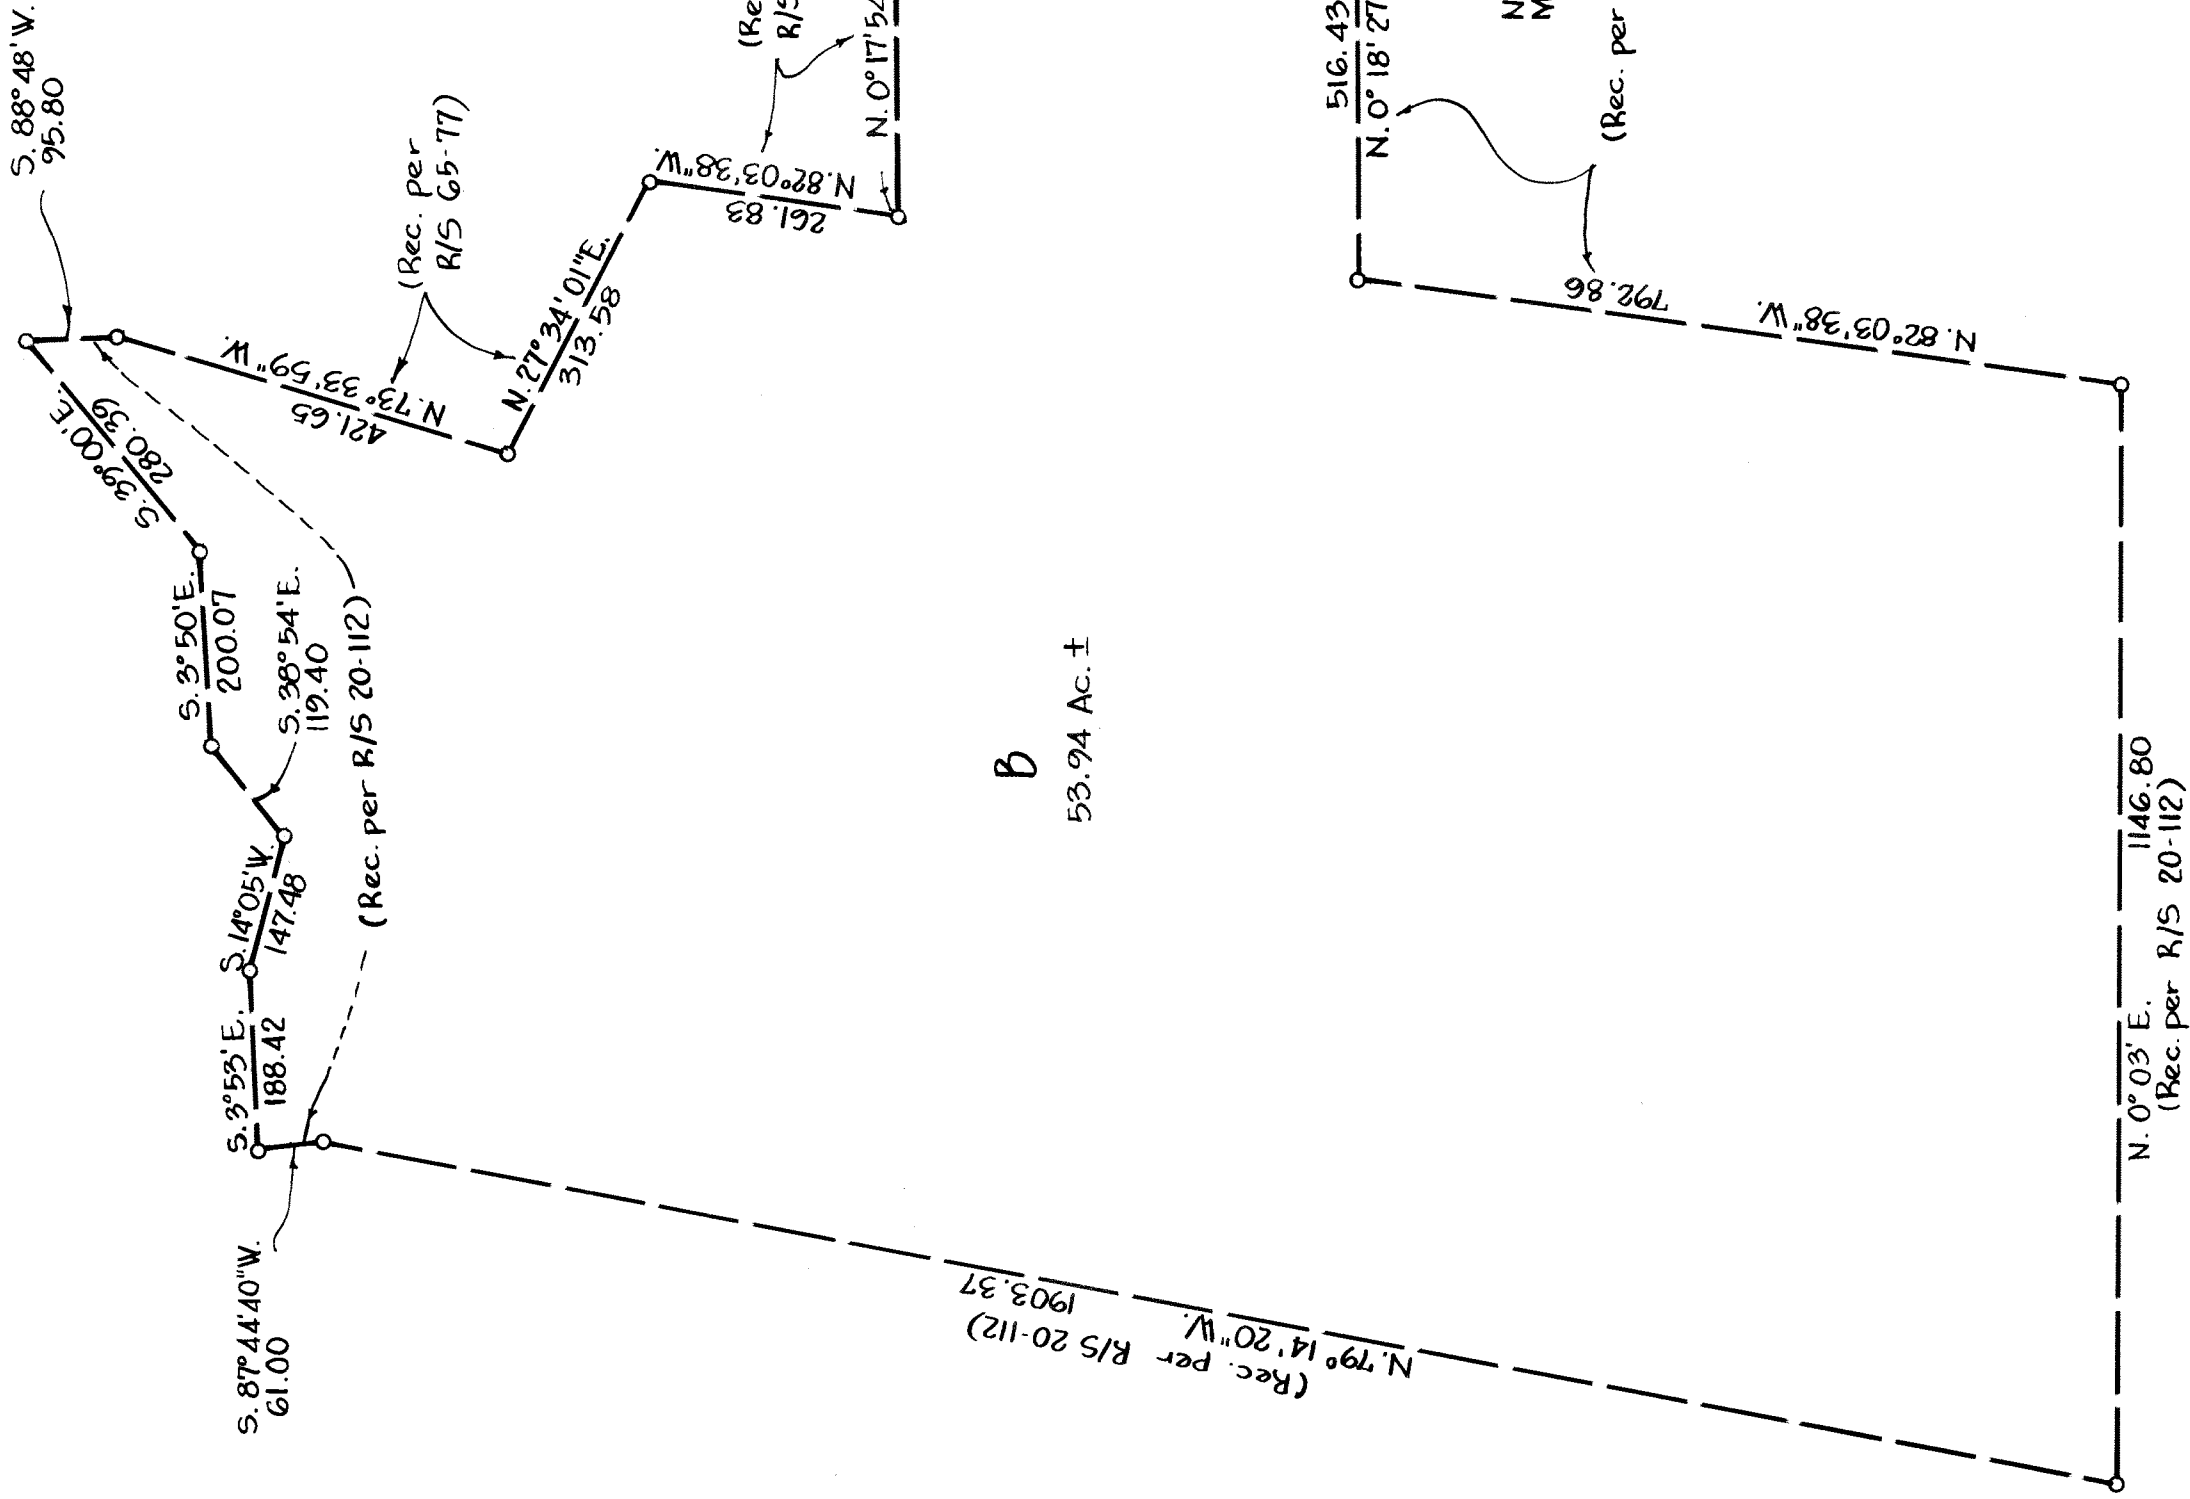 S. 88° 48' W.
95.80
(Rec. per
R/S 65-77)
(Re
R/S
N. 0° 17' 54
516.43
N. 0° 18' 27
N
M
(Rec. per
N. 82° 03' 38" W.
261.83
N. 27° 34' 01" E.
313.58
N. 73° 33' 59" W.
421.65
S. 39° 00' E.
280.39
S. 3° 50' E.
200.07
S. 38° 54' E.
119.40
(Rec. per R/S 20-112)
S. 14° 05' W.
147.48
S. 3° 53' E.
188.42
S. 87° 44' 40" W.
61.00
792.86
N. 82° 03' 38" W.
B
53.94 Ac. ±
1903.37
N. 79° 14' 20" W.
(Rec. per R/S 20-112)
N. 0° 03' E. 1146.80
(Rec. per R/S 20-112)